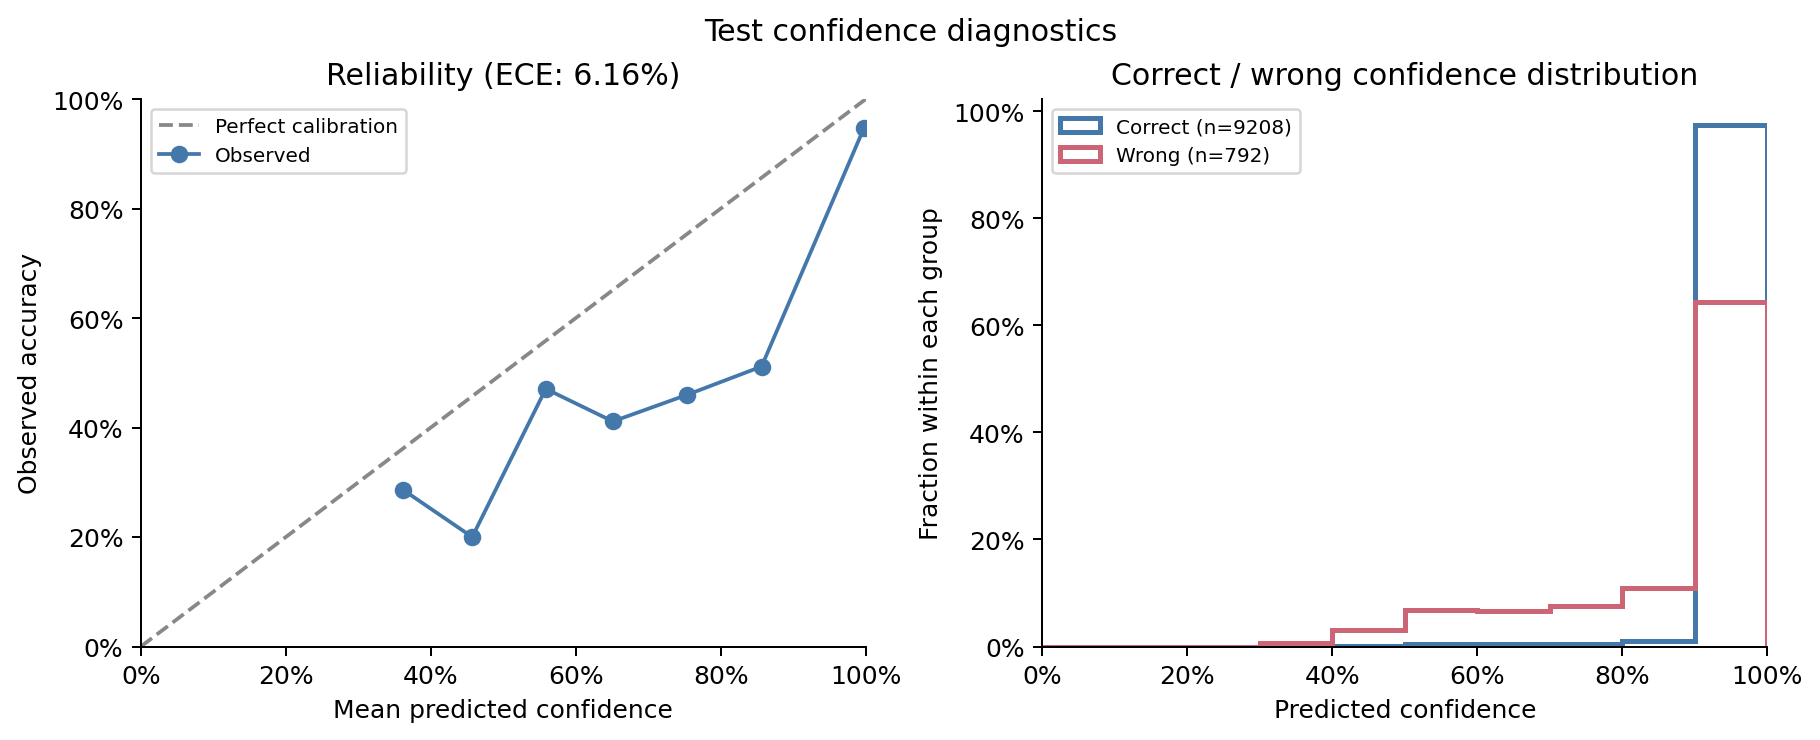 Test confidence diagnostics
Reliability (ECE: 6.16%)
100%
80%
60%
40%
20%
0%
Observed accuracy
Perfect calibration
Observed
0% 20% 40% 60% 80% 100%
Mean predicted confidence
Correct / wrong confidence distribution
100%
80%
60%
40%
20%
0%
Fraction within each group
Correct (n=9208)
Wrong (n=792)
0% 20% 40% 60% 80% 100%
Predicted confidence